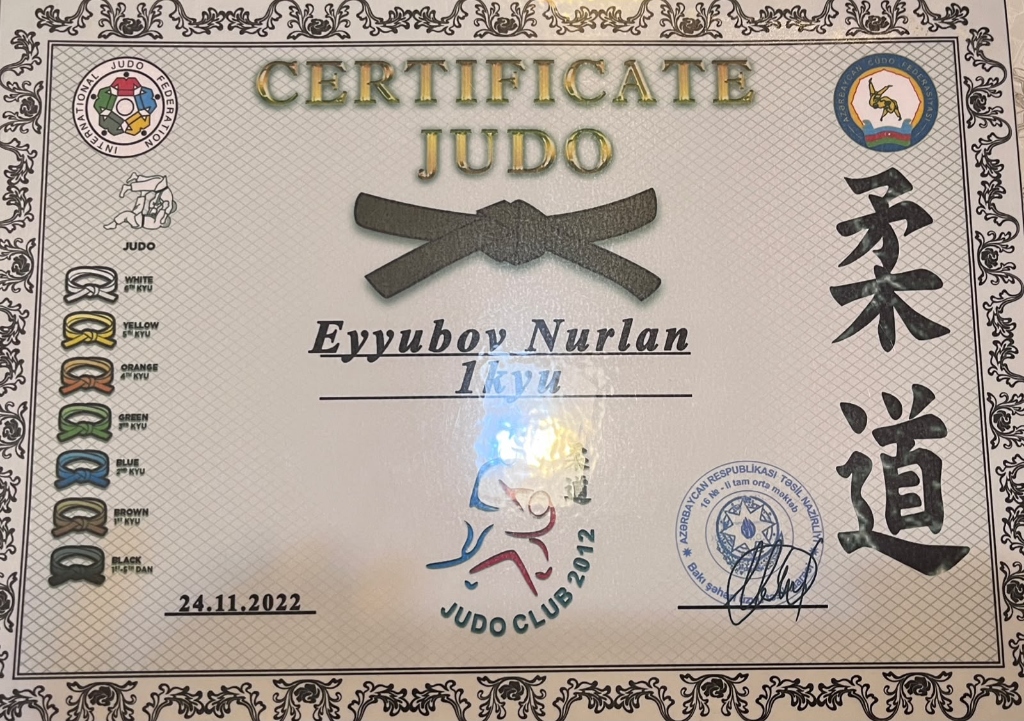 CERTIFICATE
JUDO
INTERNATIONAL JUDO FEDERATION
AZƏRBAYCAN CÜDO FEDERASİYASI
JUDO
WHITE
6TH KYU
YELLOW
5TH KYU
ORANGE
4TH KYU
GREEN
3RD KYU
BLUE
2ND KYU
BROWN
1ST KYU
BLACK
1ST-5TH DAN
柔道
Eyyubov Nurlan
1kyu
JUDO CLUB 2012
24.11.2022
AZƏRBAYCAN RESPUBLİKASI TƏSİL NAZİRLİYİ
16 № - li tam orta məktəb
Bakı şəhəri